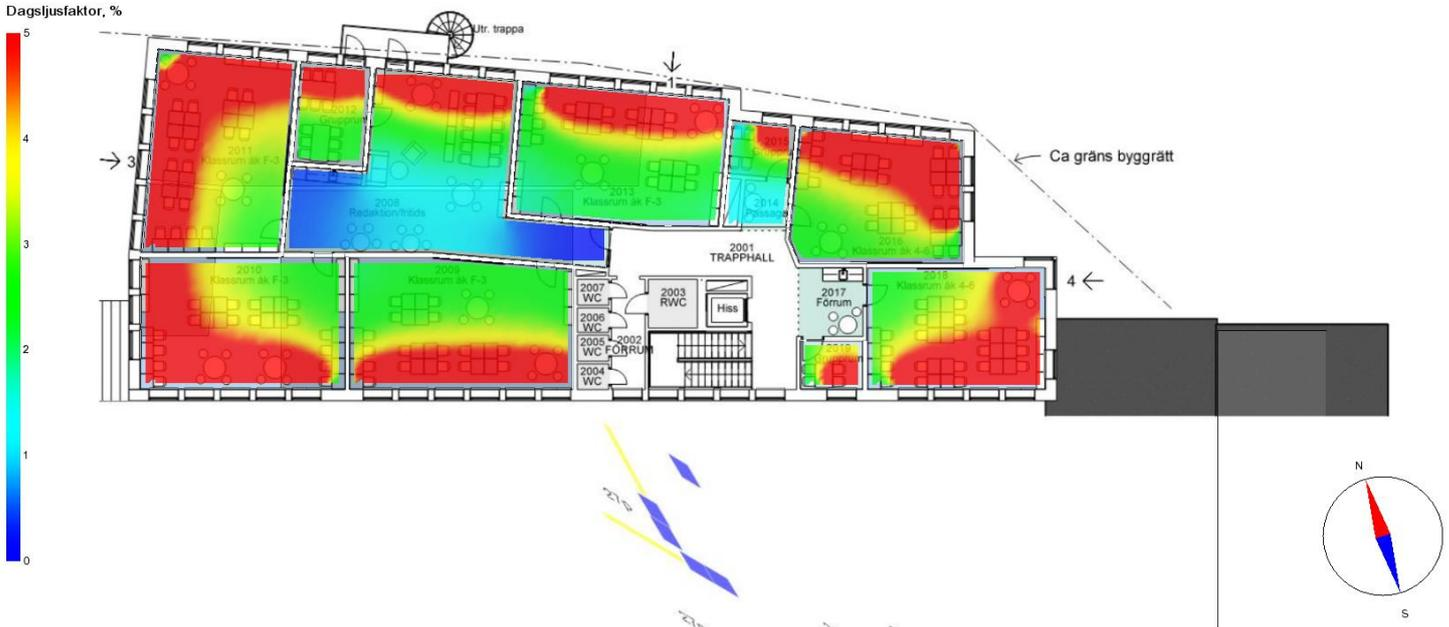 Dagsljusfaktor, %
5
4
3
2
1
0
Utr. trappa
1
3
Ca gräns byggrätt
2012
Grupprum
2011
Klassrum åk F-3
2008
Redaktion/fritids
2013
Klassrum åk F-3
2014
Passage
2016
Klassrum åk 4-6
2001
TRAPPHALL
2010
Klassrum åk F-3
2009
Klassrum åk F-3
2007
WC
2003
RWC
Hiss
2017
Förrum
2018
Klassrum åk 4-6
4
2006
WC
2002
FÖRRUM
2005
WC
2004
WC
2019
Grupprum
N
S